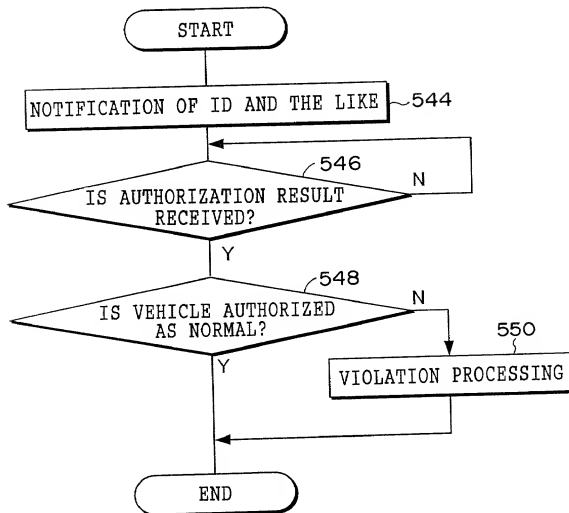 START
NOTIFICATION OF ID AND THE LIKE
544
546
IS AUTHORIZATION RESULT
RECEIVED?
N
Y
548
IS VEHICLE AUTHORIZED
AS NORMAL?
N
Y
550
VIOLATION PROCESSING
END